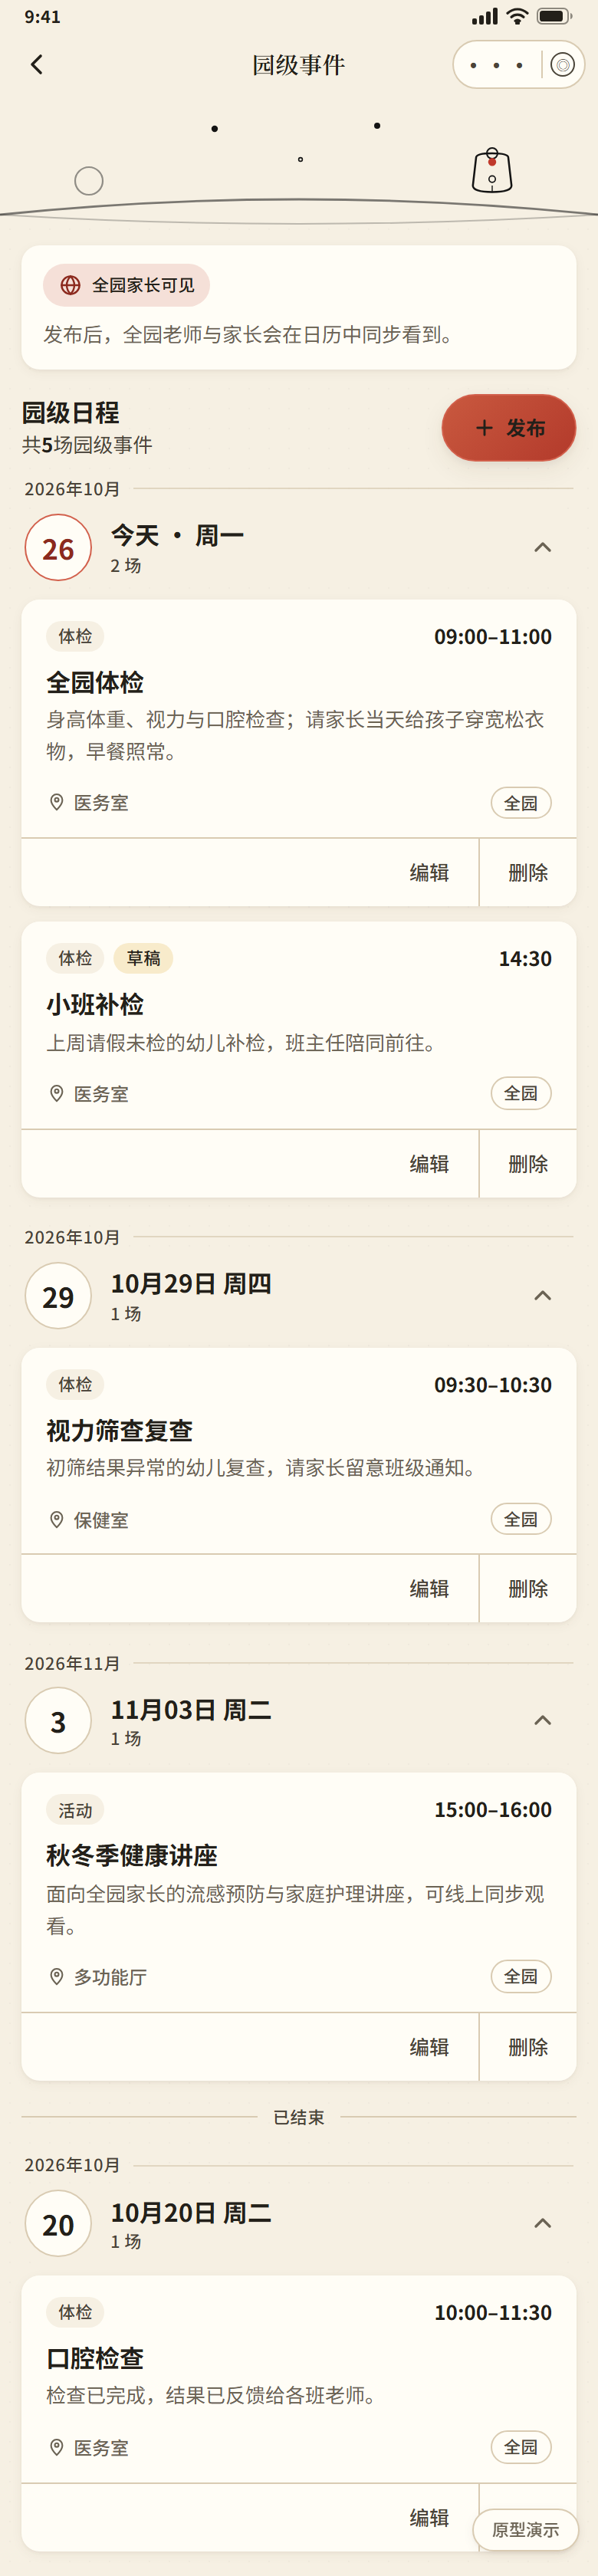 9:41
园级事件
全园家长可见
发布后，全园老师与家长会在日历中同步看到。
园级日程
共5场园级事件
发布
2026年10月
26
今天 · 周一
2 场
体检
09:00–11:00
全园体检
身高体重、视力与口腔检查；请家长当天给孩子穿宽松衣
物，早餐照常。
医务室
全园
编辑
删除
体检
草稿
14:30
小班补检
上周请假未检的幼儿补检，班主任陪同前往。
医务室
全园
编辑
删除
2026年10月
29
10月29日 周四
1 场
体检
09:30–10:30
视力筛查复查
初筛结果异常的幼儿复查，请家长留意班级通知。
保健室
全园
编辑
删除
2026年11月
3
11月03日 周二
1 场
活动
15:00–16:00
秋冬季健康讲座
面向全园家长的流感预防与家庭护理讲座，可线上同步观
看。
多功能厅
全园
编辑
删除
已结束
2026年10月
20
10月20日 周二
1 场
体检
10:00–11:30
口腔检查
检查已完成，结果已反馈给各班老师。
医务室
全园
编辑
原型演示